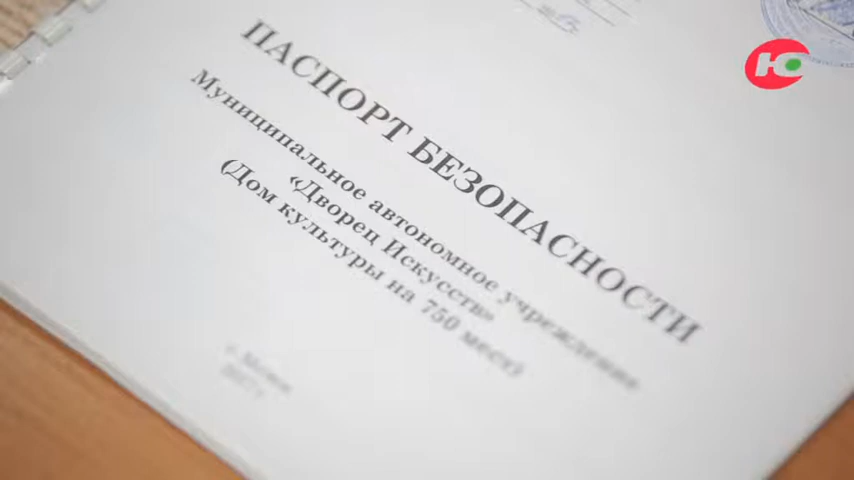 Ю
ПАСПОРТ БЕЗОПАСНОСТИ
Муниципальное автономное учреждение
«Дворец Искусств»
(Дом культуры на 750 мест)